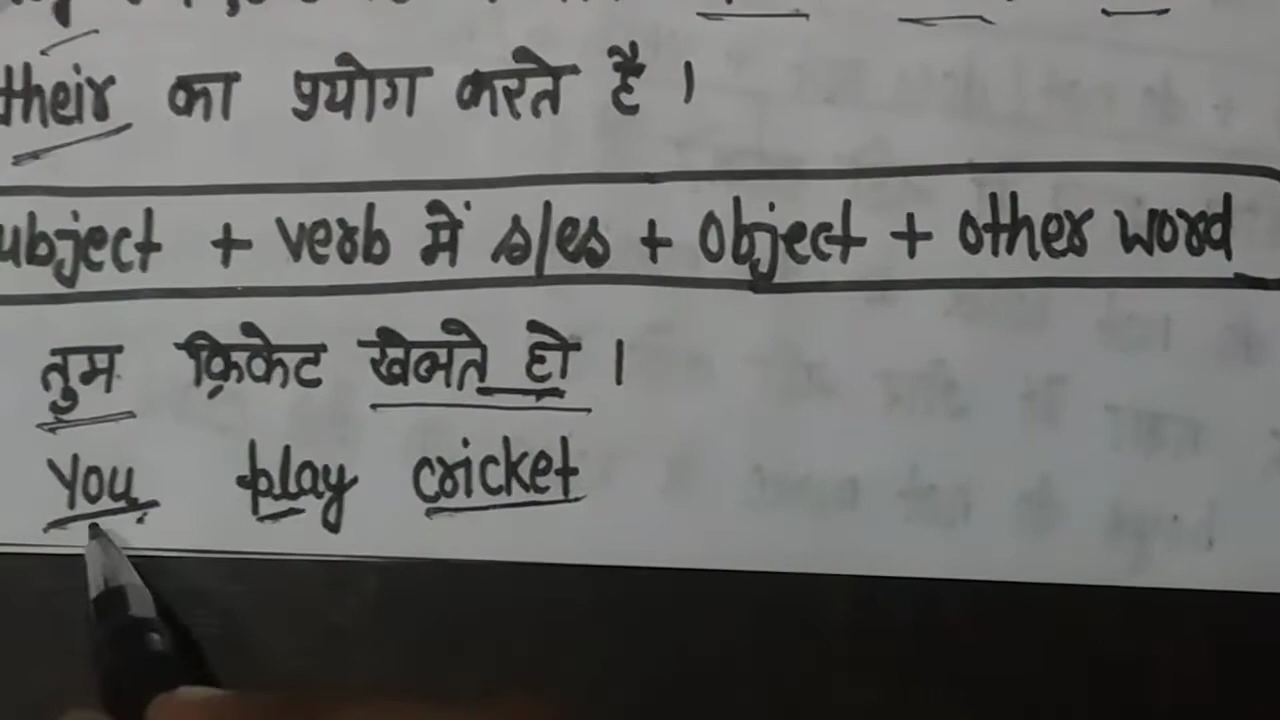 their का प्रयोग करते है ।
ubject + verb में s/es + object + other word
तुम क्रिकेट खेलते हो ।
You play cricket